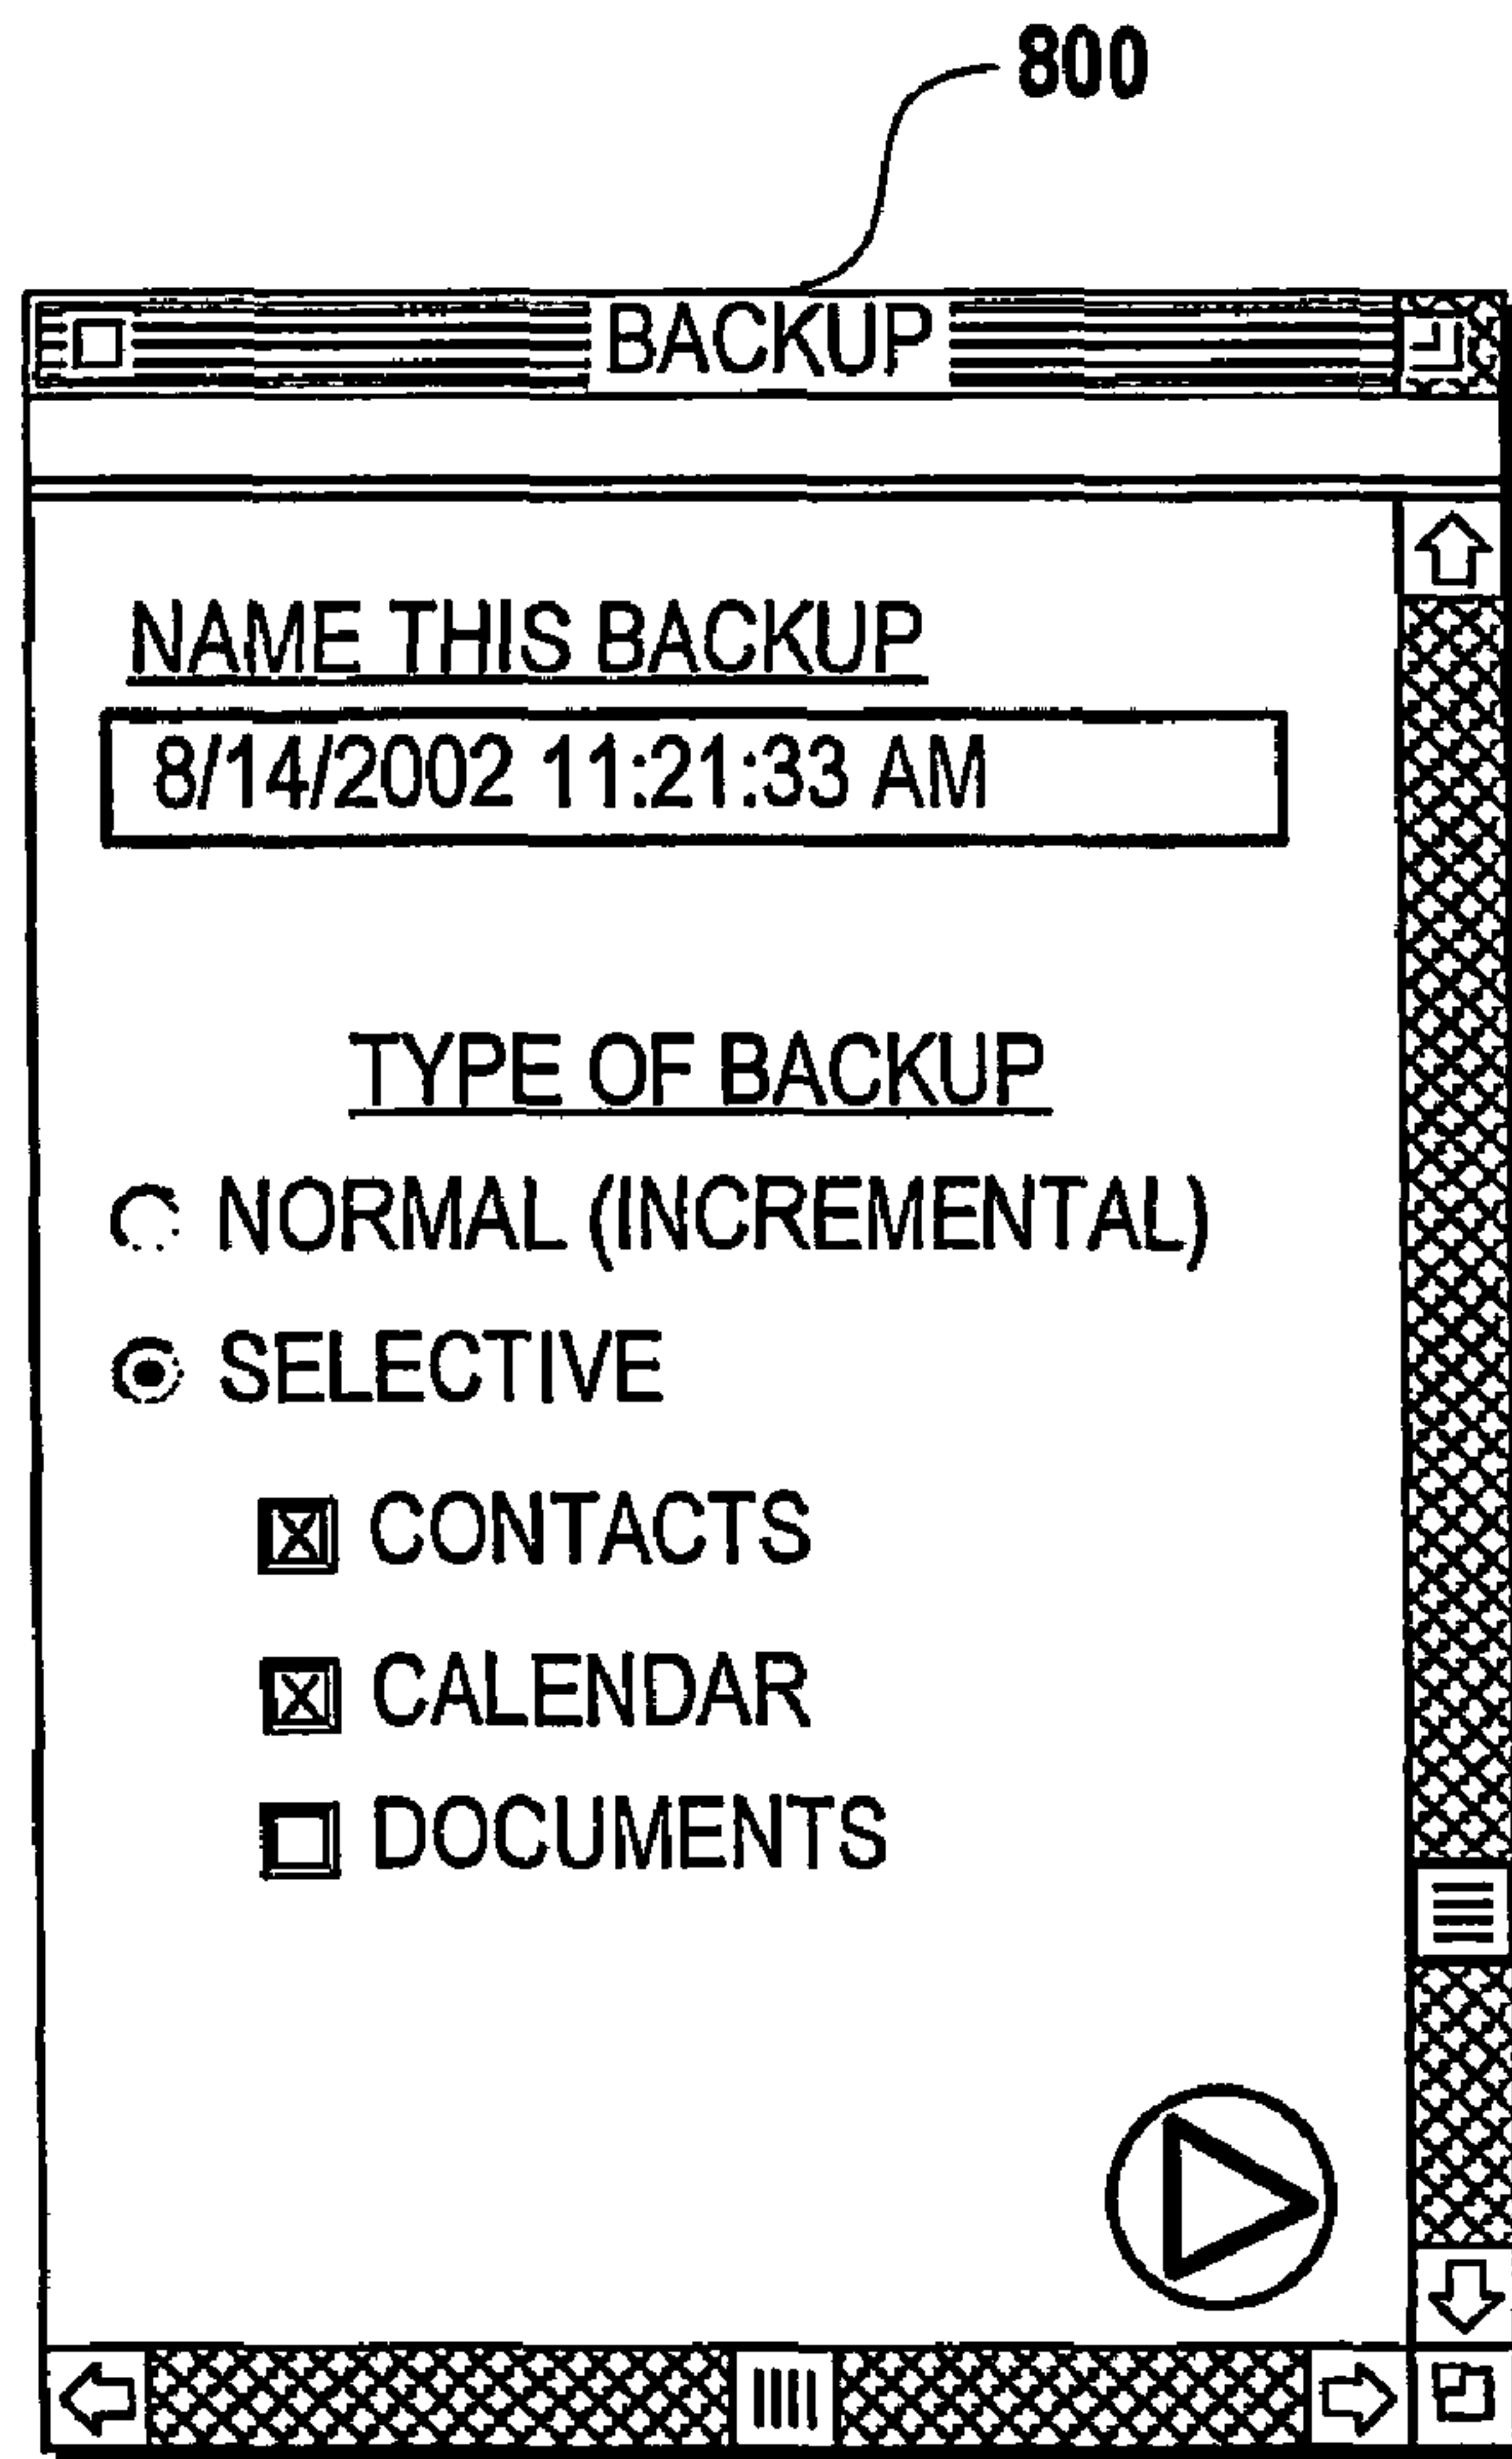 800
BACKUP
NAME THIS BACKUP
8/14/2002 11:21:33 AM
TYPE OF BACKUP
NORMAL (INCREMENTAL)
SELECTIVE
CONTACTS
CALENDAR
DOCUMENTS